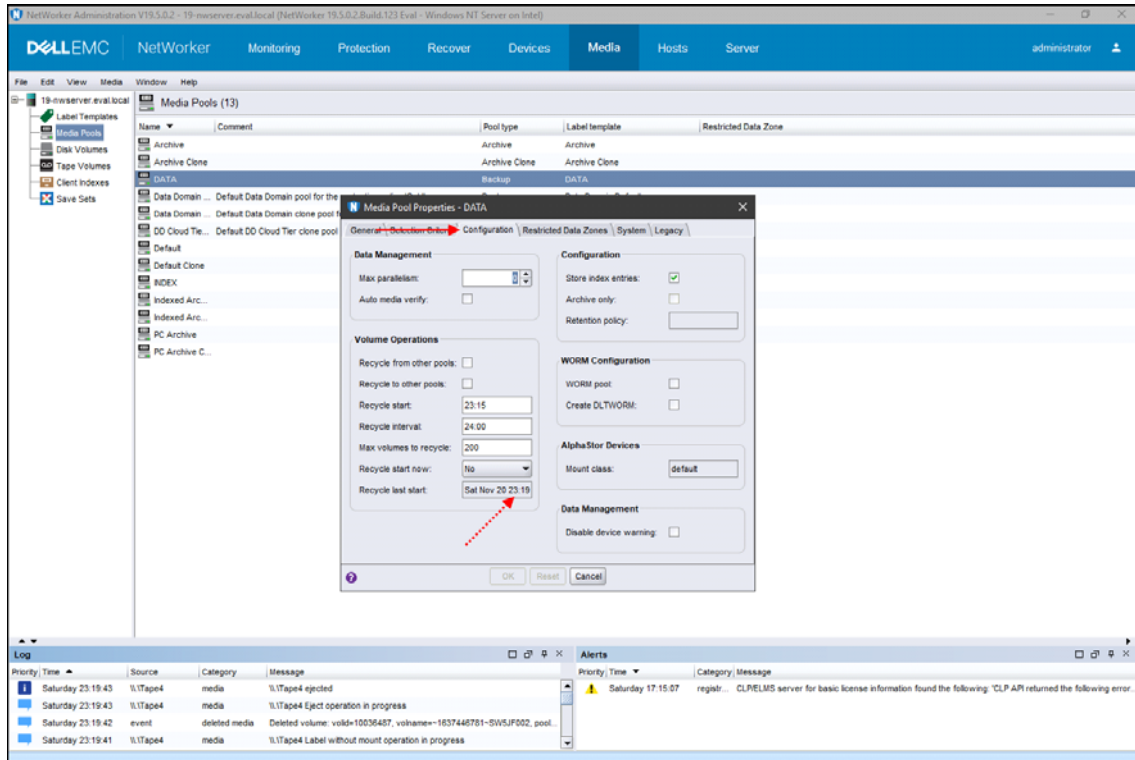 NetWorker Administration V19.5.0.2 - 19-nwserver.eval.local (NetWorker 19.5.0.2.Build.123 Eval - Windows NT Server on Intel)
DELLEMC NetWorker Monitoring Protection Recover Devices Media Hosts Server administrator
File Edit View Media Window Help
19-nwserver.eval.local
Label Templates
Media Pools
Disk Volumes
Tape Volumes
Client Indexes
Save Sets
Media Pools (13)
Name Comment Pool type Label template Restricted Data Zone
Archive Archive Archive
Archive Clone Archive Clone Archive Clone
DATA Backup DATA
Data Domain ... Default Data Domain pool for the
Data Domain ... Default Data Domain clone pool
DD Cloud Tie... Default DD Cloud Tier clone pool
Default
Default Clone
INDEX
Indexed Arc...
Indexed Arc...
PC Archive
PC Archive C...
Media Pool Properties - DATA
General Selection Criteria Configuration Restricted Data Zones System Legacy
Data Management
Max parallelism: 0
Auto media verify:
Volume Operations
Recycle from other pools:
Recycle to other pools:
Recycle start: 23:15
Recycle interval: 24:00
Max volumes to recycle: 200
Recycle start now: No
Recycle last start: Sat Nov 20 23:19
Configuration
Store index entries:
Archive only:
Retention policy:
WORM Configuration
WORM pool:
Create DLTWORM:
AlphaStor Devices
Mount class: default
Data Management
Disable device warning:
OK Reset Cancel
Log
Priority Time Source Category Message
Saturday 23:19:43 \\.\Tape4 media \\.\Tape4 ejected
Saturday 23:19:43 \\.\Tape4 media \\.\Tape4 Eject operation in progress
Saturday 23:19:42 event deleted media Deleted volume: volid=10036487, volname=~1637446781~SW5JF002, pool...
Saturday 23:19:41 \\.\Tape4 media \\.\Tape4 Label without mount operation in progress
Alerts
Priority Time Category Message
Saturday 17:15:07 registr... CLP/ELMS server for basic license information found the following: 'CLP API returned the following error...